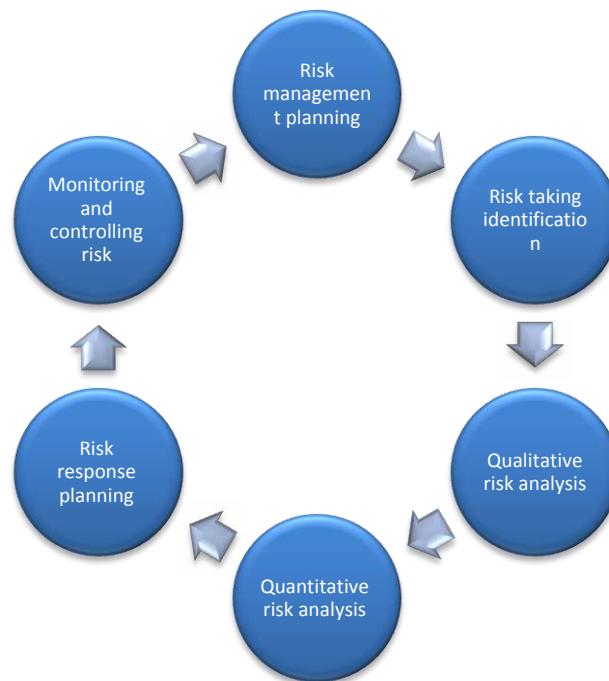 Risk
managemen
t planning
Risk taking
identificatio
n
Qualitative
risk analysis
Quantitative
risk analysis
Risk
response
planning
Monitoring
and
controlling
risk